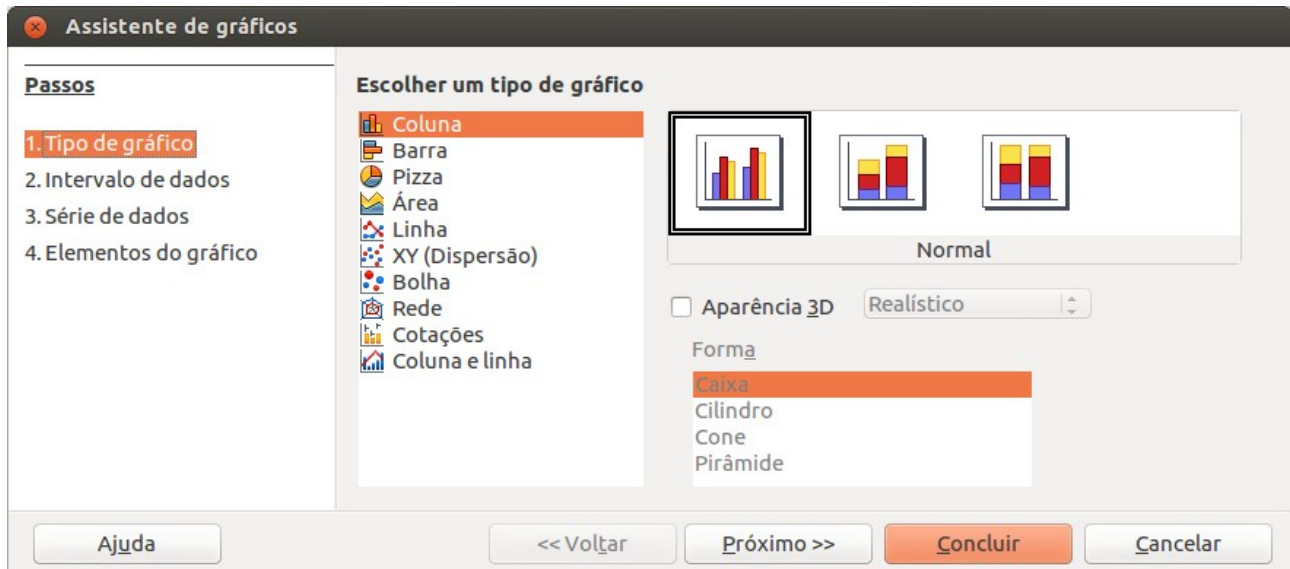 Assistente de gráficos
Passos
1. Tipo de gráfico
2. Intervalo de dados
3. Série de dados
4. Elementos do gráfico
Escolher um tipo de gráfico
Coluna
Barra
Pizza
Área
Linha
XY (Dispersão)
Bolha
Rede
Cotações
Coluna e linha
Normal
Aparência 3D
Realístico
Forma
Caixa
Cilindro
Cone
Pirâmide
Ajuda
<< Voltar
Próximo >>
Concluir
Cancelar